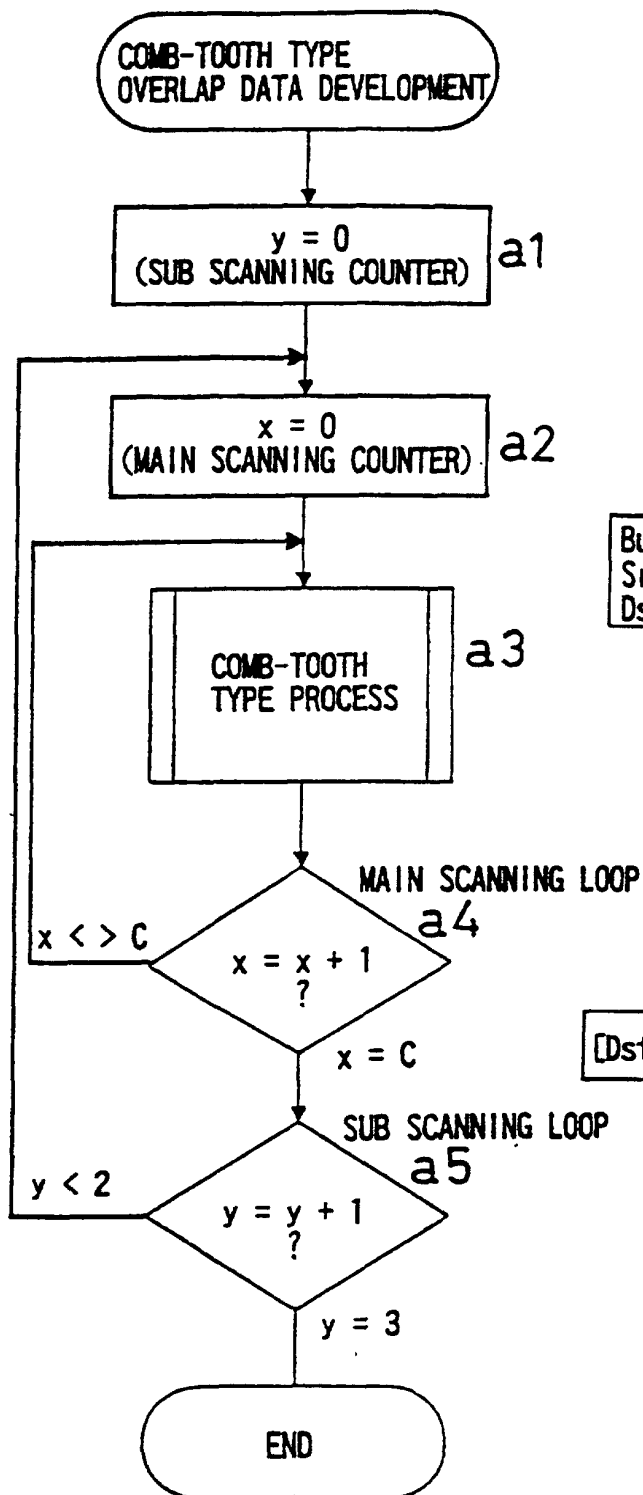 COMB-TOOTH TYPE
OVERLAP DATA DEVELOPMENT
y = 0
(SUB SCANNING COUNTER)
a1
x = 0
(MAIN SCANNING COUNTER)
a2
COMB-TOOTH
TYPE PROCESS
a3
MAIN SCANNING LOOP
a4
x < > C
x = x + 1
?
x = C
SUB SCANNING LOOP
a5
y < 2
y = y + 1
?
y = 3
END